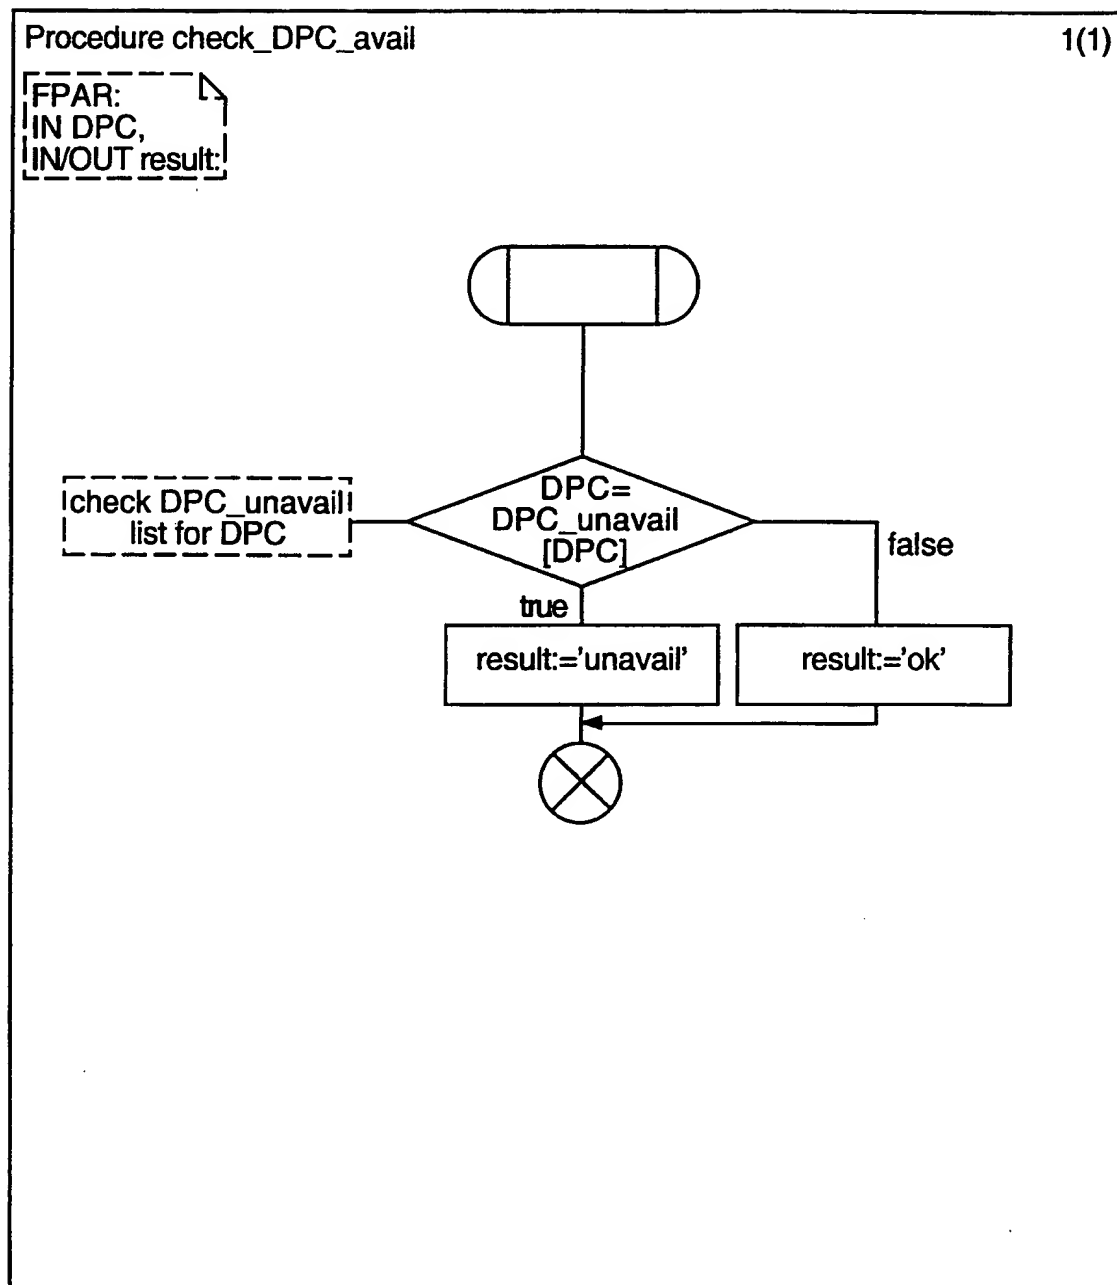 Procedure check_DPC_avail
1(1)
FPAR:
IN DPC,
IN/OUT result:
DPC=
DPC_unavail
[DPC]
check DPC_unavail
list for DPC
false
true
result:='unavail'
result:='ok'